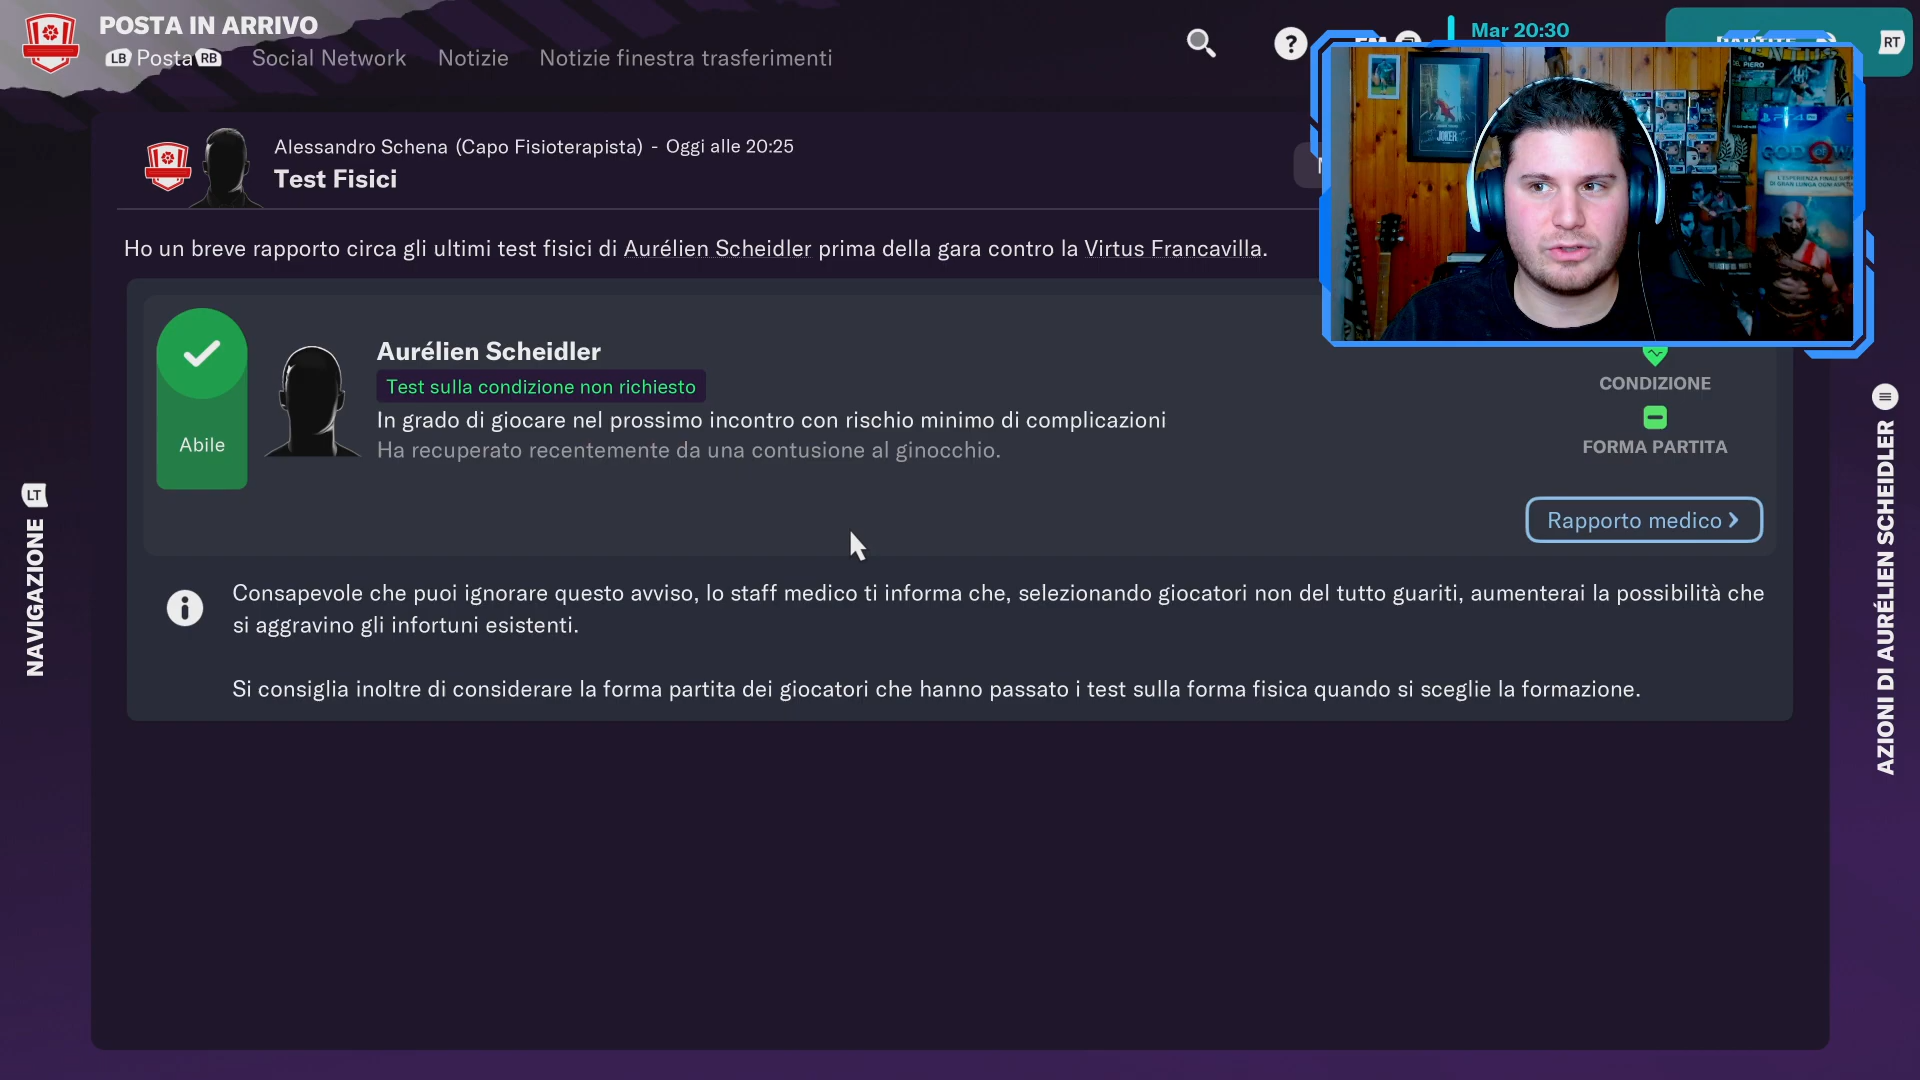 POSTA IN ARRIVO
LB Posta RB Social Network Notizie Notizie finestra trasferimenti
?
Mar 20:30
RT
Alessandro Schena (Capo Fisioterapista) - Oggi alle 20:25
Test Fisici
Ho un breve rapporto circa gli ultimi test fisici di Aurélien Scheidler prima della gara contro la Virtus Francavilla.
Abile
Aurélien Scheidler
Test sulla condizione non richiesto
In grado di giocare nel prossimo incontro con rischio minimo di complicazioni
Ha recuperato recentemente da una contusione al ginocchio.
CONDIZIONE
FORMA PARTITA
Rapporto medico
Consapevole che puoi ignorare questo avviso, lo staff medico ti informa che, selezionando giocatori non del tutto guariti, aumenterai la possibilità che
si aggravino gli infortuni esistenti.
Si consiglia inoltre di considerare la forma partita dei giocatori che hanno passato i test sulla forma fisica quando si sceglie la formazione.
LT
NAVIGAZIONE
AZIONI DI AURÉLIEN SCHEIDLER
JOKER
PIERO
PS4
GOD OF WAR